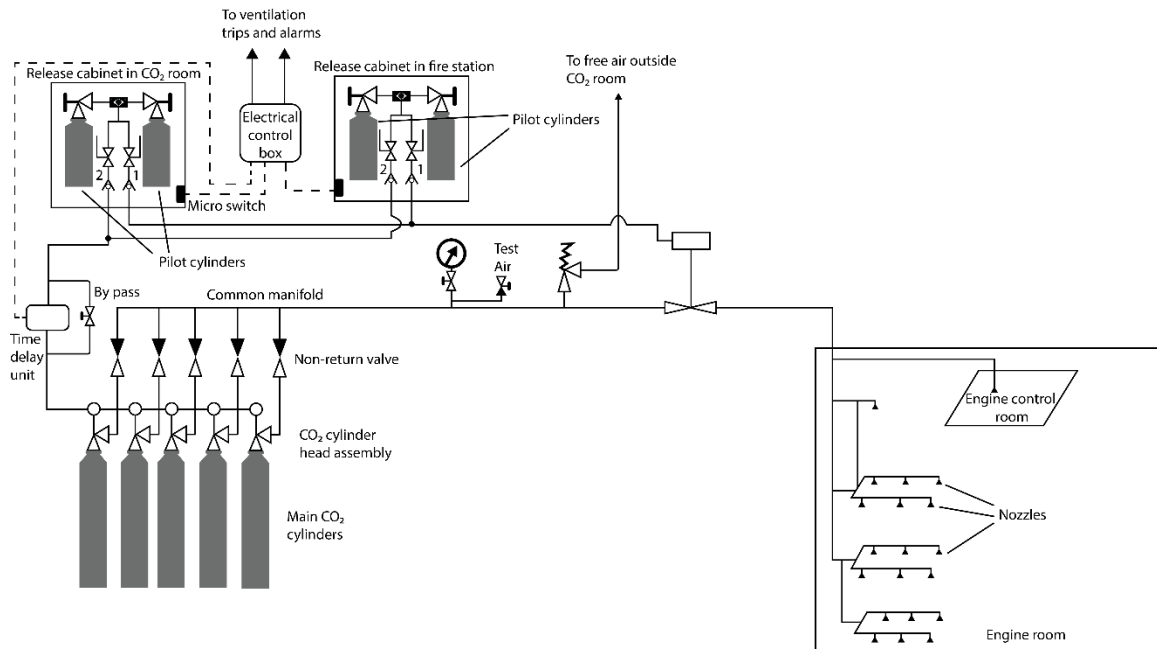 To ventilation
trips and alarms
Release cabinet in CO₂ room
Release cabinet in fire station
To free air outside
CO₂ room
Electrical
control
box
Pilot cylinders
2
1
2
1
Micro switch
Pilot cylinders
Test
Air
By pass
Common manifold
Time
delay
unit
Non-return valve
Engine control
room
CO₂ cylinder
head assembly
Main CO₂
cylinders
Nozzles
Engine room